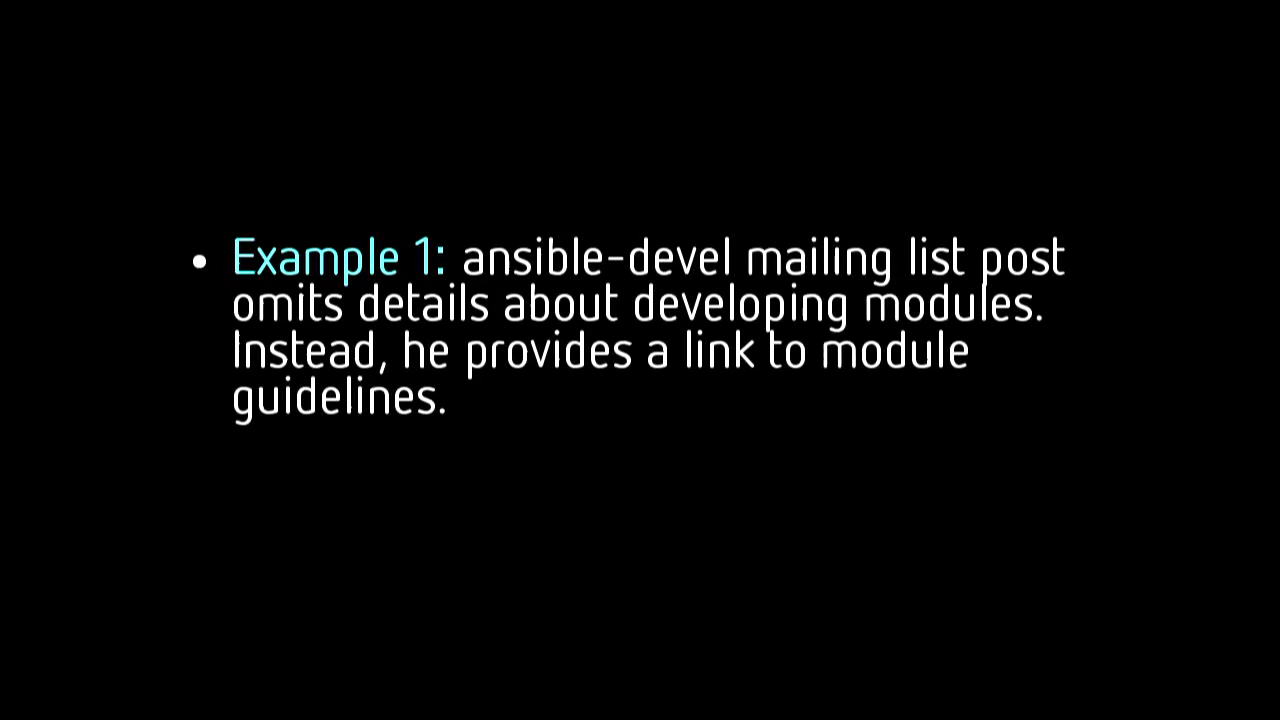 • Example 1: ansible-devel mailing list post
omits details about developing modules.
Instead, he provides a link to module
guidelines.